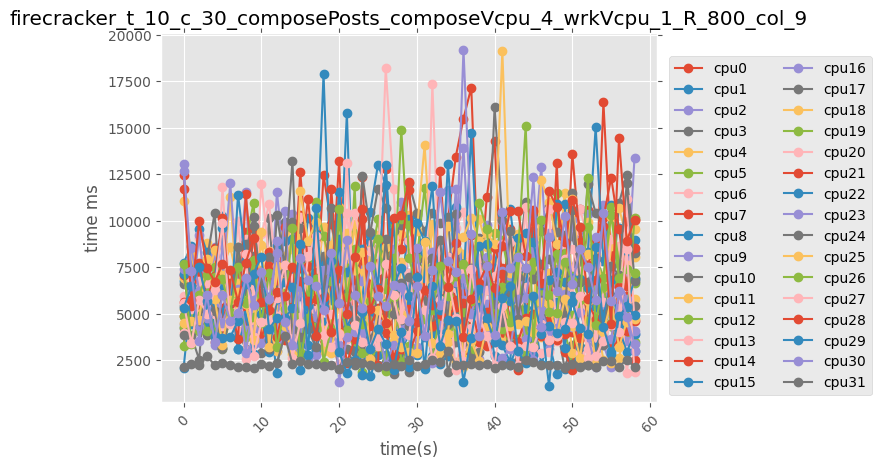 firecracker_t_10_c_30_composePosts_composeVcpu_4_wrkVcpu_1_R_800_col_9
20000
17500
15000
12500
10000
7500
5000
2500
time ms
0
10
20
30
40
50
60
time(s)
cpu0
cpu1
cpu2
cpu3
cpu4
cpu5
cpu6
cpu7
cpu8
cpu9
cpu10
cpu11
cpu12
cpu13
cpu14
cpu15
cpu16
cpu17
cpu18
cpu19
cpu20
cpu21
cpu22
cpu23
cpu24
cpu25
cpu26
cpu27
cpu28
cpu29
cpu30
cpu31